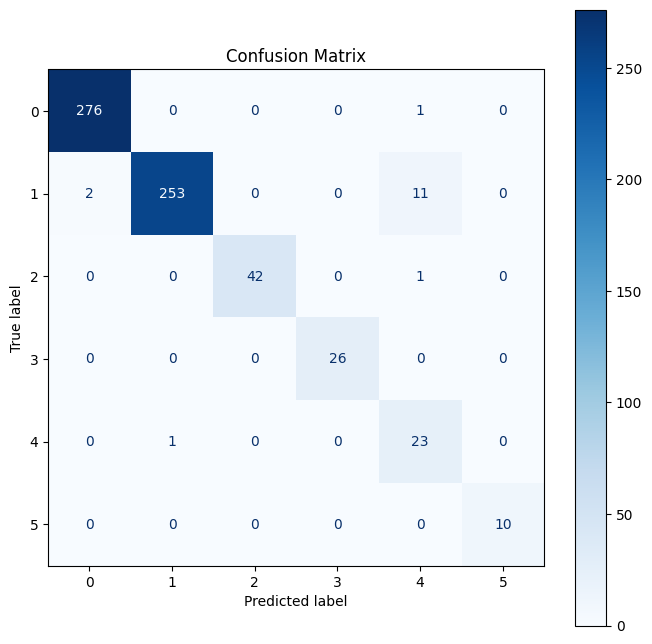 Confusion Matrix
0 276 0 0 0 1 0
1 2 253 0 0 11 0
2 0 0 42 0 1 0
3 0 0 0 26 0 0
4 0 1 0 0 23 0
5 0 0 0 0 0 10
0 1 2 3 4 5
Predicted label
True label
250
200
150
100
50
0